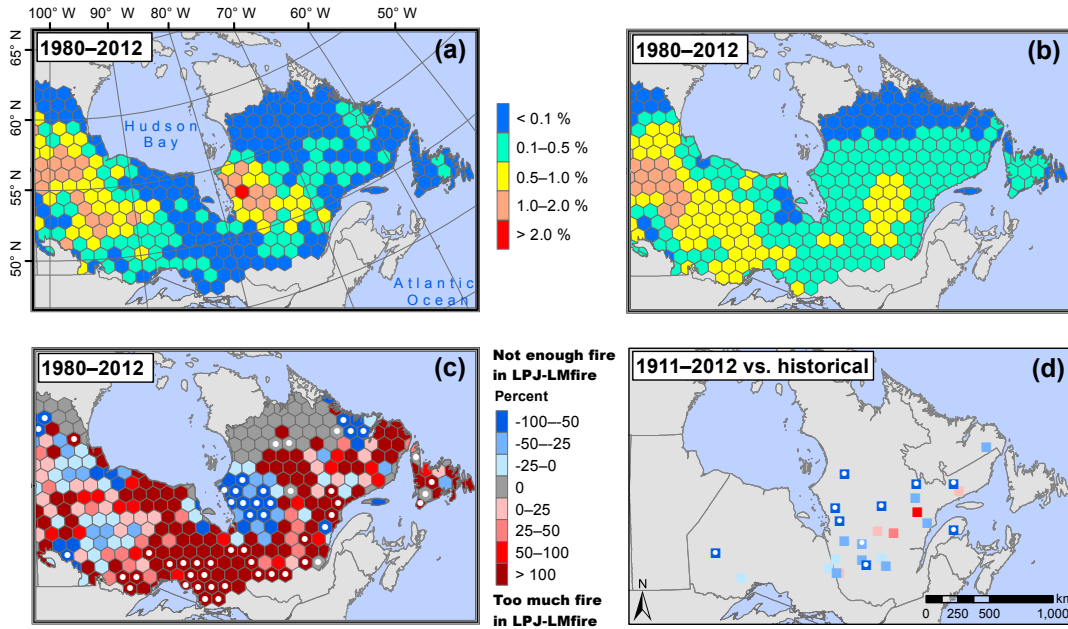 100°W 90°W 80°W 70°W 60°W 50°W
65° N
60° N
55° N
50° N
1980–2012
(a)
Hudson
Bay
Atlantic
Ocean
< 0.1 %
0.1–0.5 %
0.5–1.0 %
1.0–2.0 %
> 2.0 %
1980–2012
(b)
1980–2012
(c)
Not enough fire
in LPJ-LMfire
Percent
-100–-50
-50–-25
-25–0
0
0–25
25–50
50–100
> 100
Too much fire
in LPJ-LMfire
1911–2012 vs. historical
(d)
N
km
0 250 500 1,000